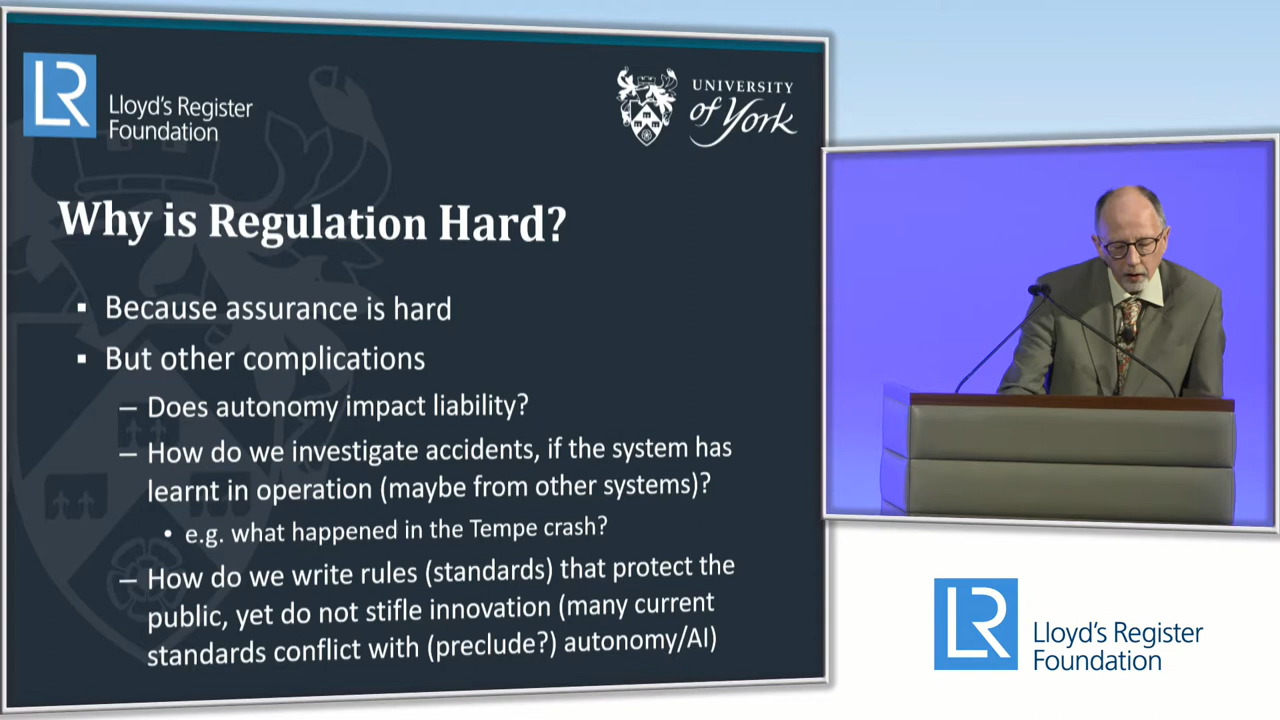 LR Lloyd's Register
Foundation
UNIVERSITY
of York
Why is Regulation Hard?
▪ Because assurance is hard
▪ But other complications
– Does autonomy impact liability?
– How do we investigate accidents, if the system has
learnt in operation (maybe from other systems)?
• e.g. what happened in the Tempe crash?
– How do we write rules (standards) that protect the
public, yet do not stifle innovation (many current
standards conflict with (preclude?) autonomy/AI)
LR Lloyd's Register
Foundation